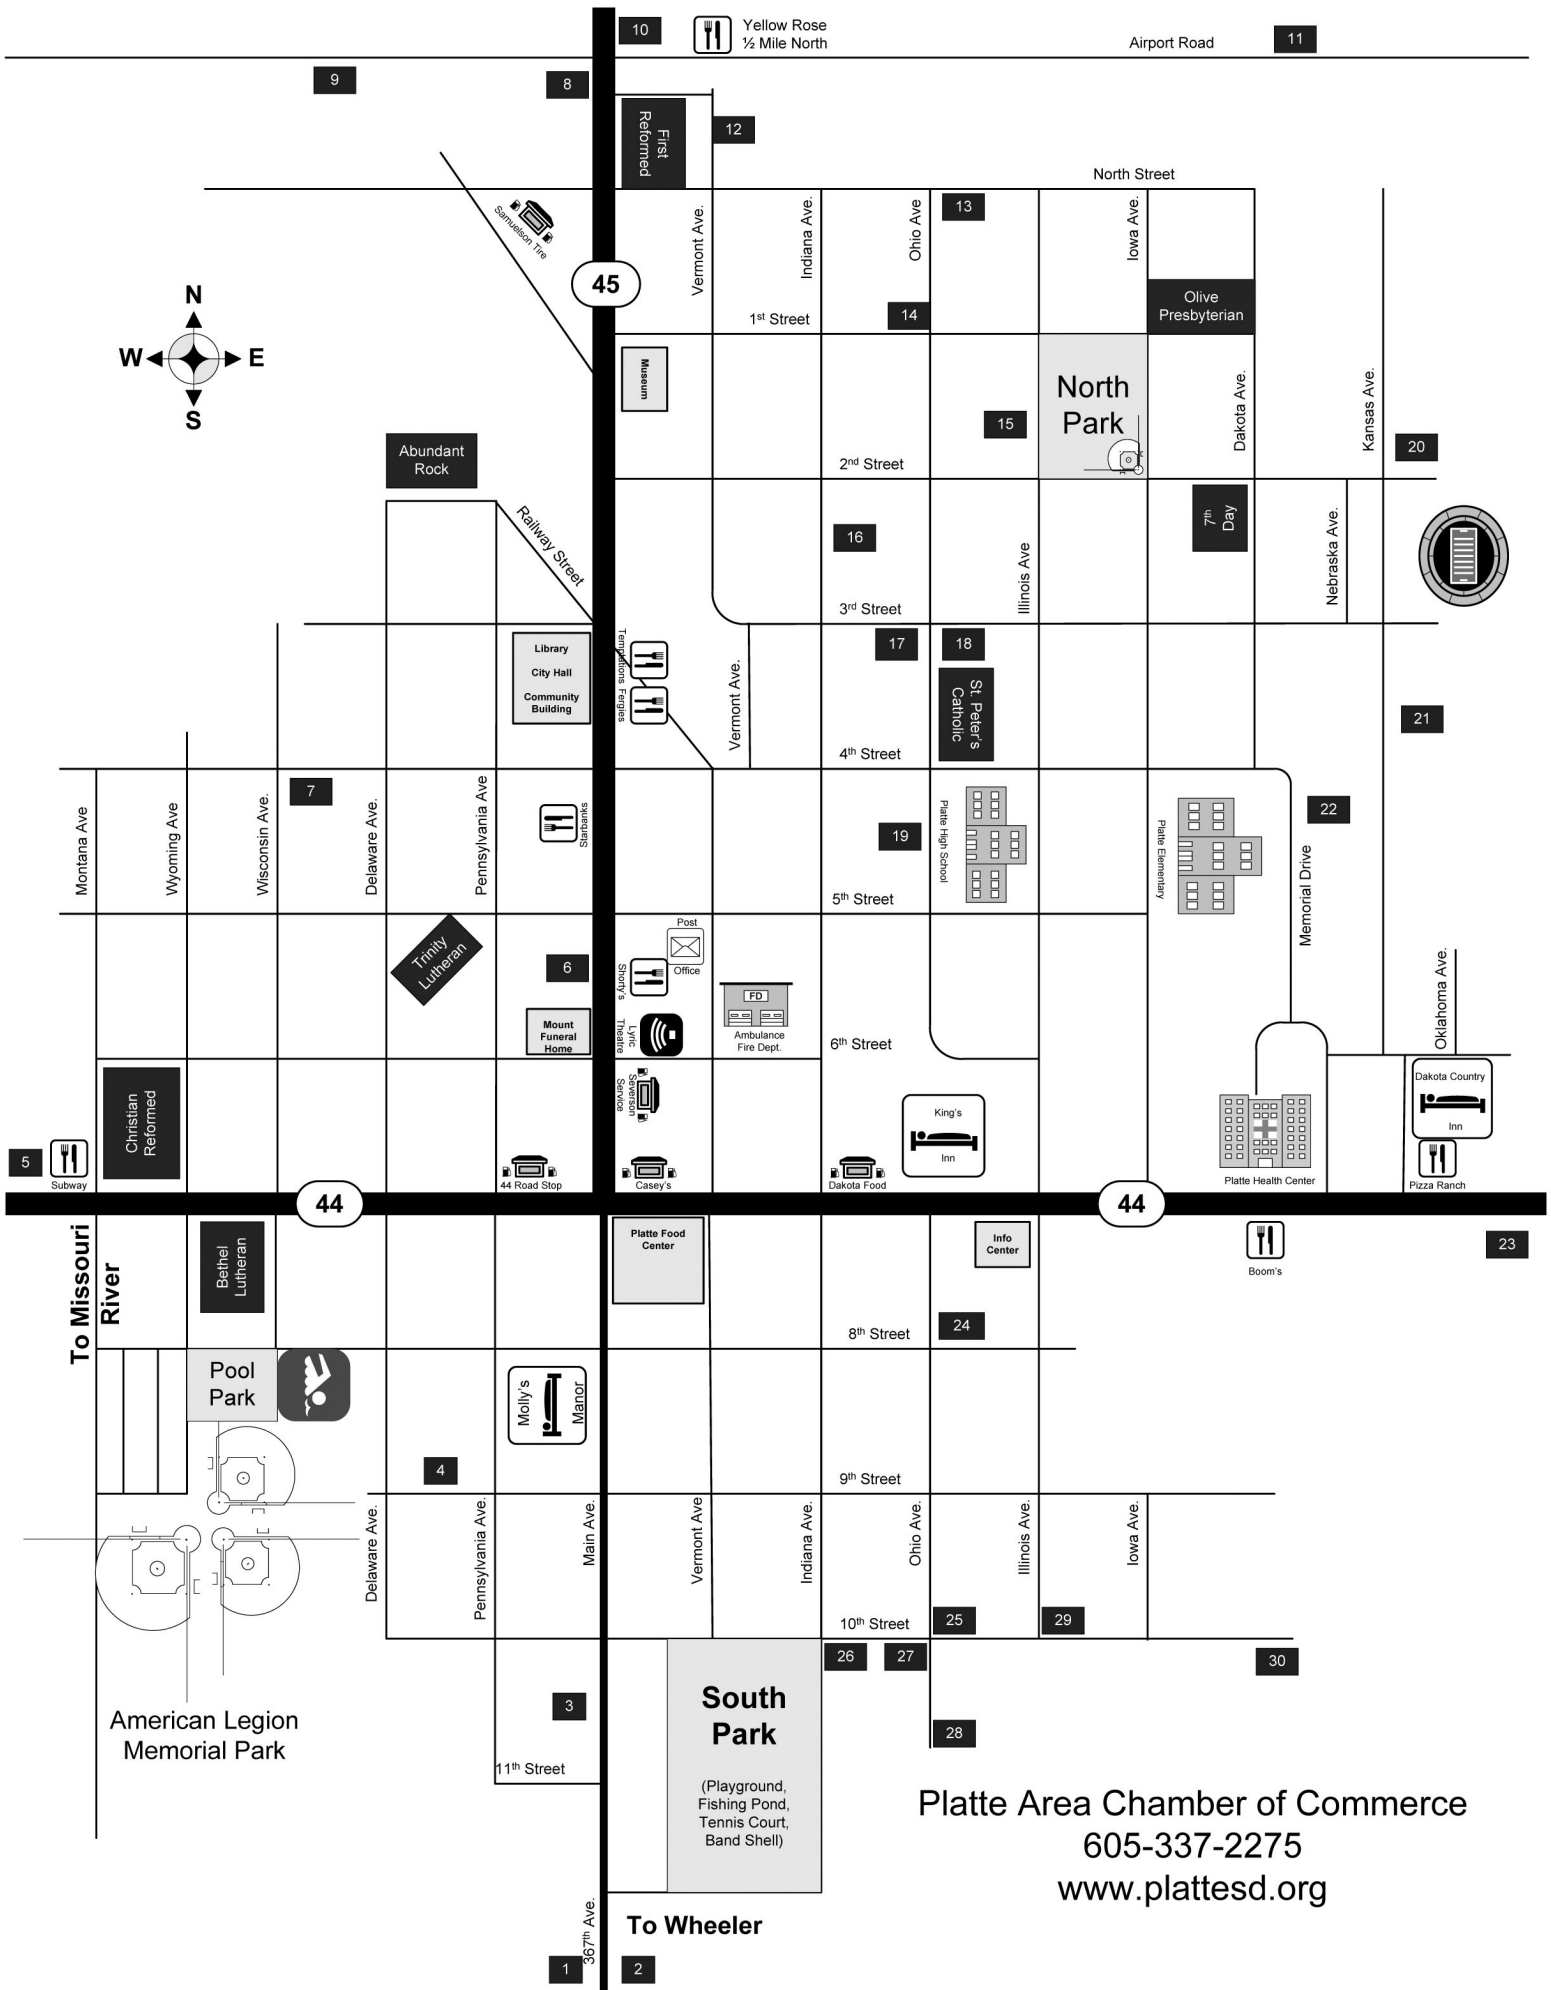 10
Yellow Rose
½ Mile North
Airport Road
11
9
8
First
Reformed
12
North Street
Samuelson Tire
45
Vermont Ave.
Indiana Ave.
Ohio Ave
13
Iowa Ave.
14
Olive
Presbyterian
1st Street
N
W
E
S
Museum
North
Park
15
Dakota Ave.
Kansas Ave.
20
Abundant
Rock
2nd Street
Railway Street
16
7th
Day
Illinois Ave
Nebraska Ave.
3rd Street
Library
City Hall
Community
Building
Temptations
Fergies
Vermont Ave.
17
18
St. Peter's
Catholic
21
4th Street
Montana Ave
Wyoming Ave
Wisconsin Ave.
7
Delaware Ave.
Pennsylvania Ave
Starbanks
19
Platte High School
Platte Elementary
22
Memorial Drive
5th Street
Trinity
Lutheran
6
Post
Office
Shorty's
FD
Ambulance
Fire Dept.
Mount
Funeral
Home
Lyric
Theatre
6th Street
Oklahoma Ave.
Christian
Reformed
Severson
Service
King's
Inn
Dakota Country
Inn
5
Subway
44 Road Stop
Casey's
Dakota Food
Platte Health Center
Pizza Ranch
44
44
To Missouri
River
Bethel
Lutheran
Platte Food
Center
Info
Center
Boom's
23
24
8th Street
Pool
Park
Molly's
Manor
4
9th Street
Delaware Ave.
Pennsylvania Ave.
Main Ave.
Vermont Ave
Indiana Ave.
Ohio Ave.
Illinois Ave.
Iowa Ave.
10th Street
25
29
26
27
30
American Legion
Memorial Park
3
South
Park
28
11th Street
(Playground,
Fishing Pond,
Tennis Court,
Band Shell)
Platte Area Chamber of Commerce
605-337-2275
www.plattesd.org
367th Ave.
To Wheeler
1
2